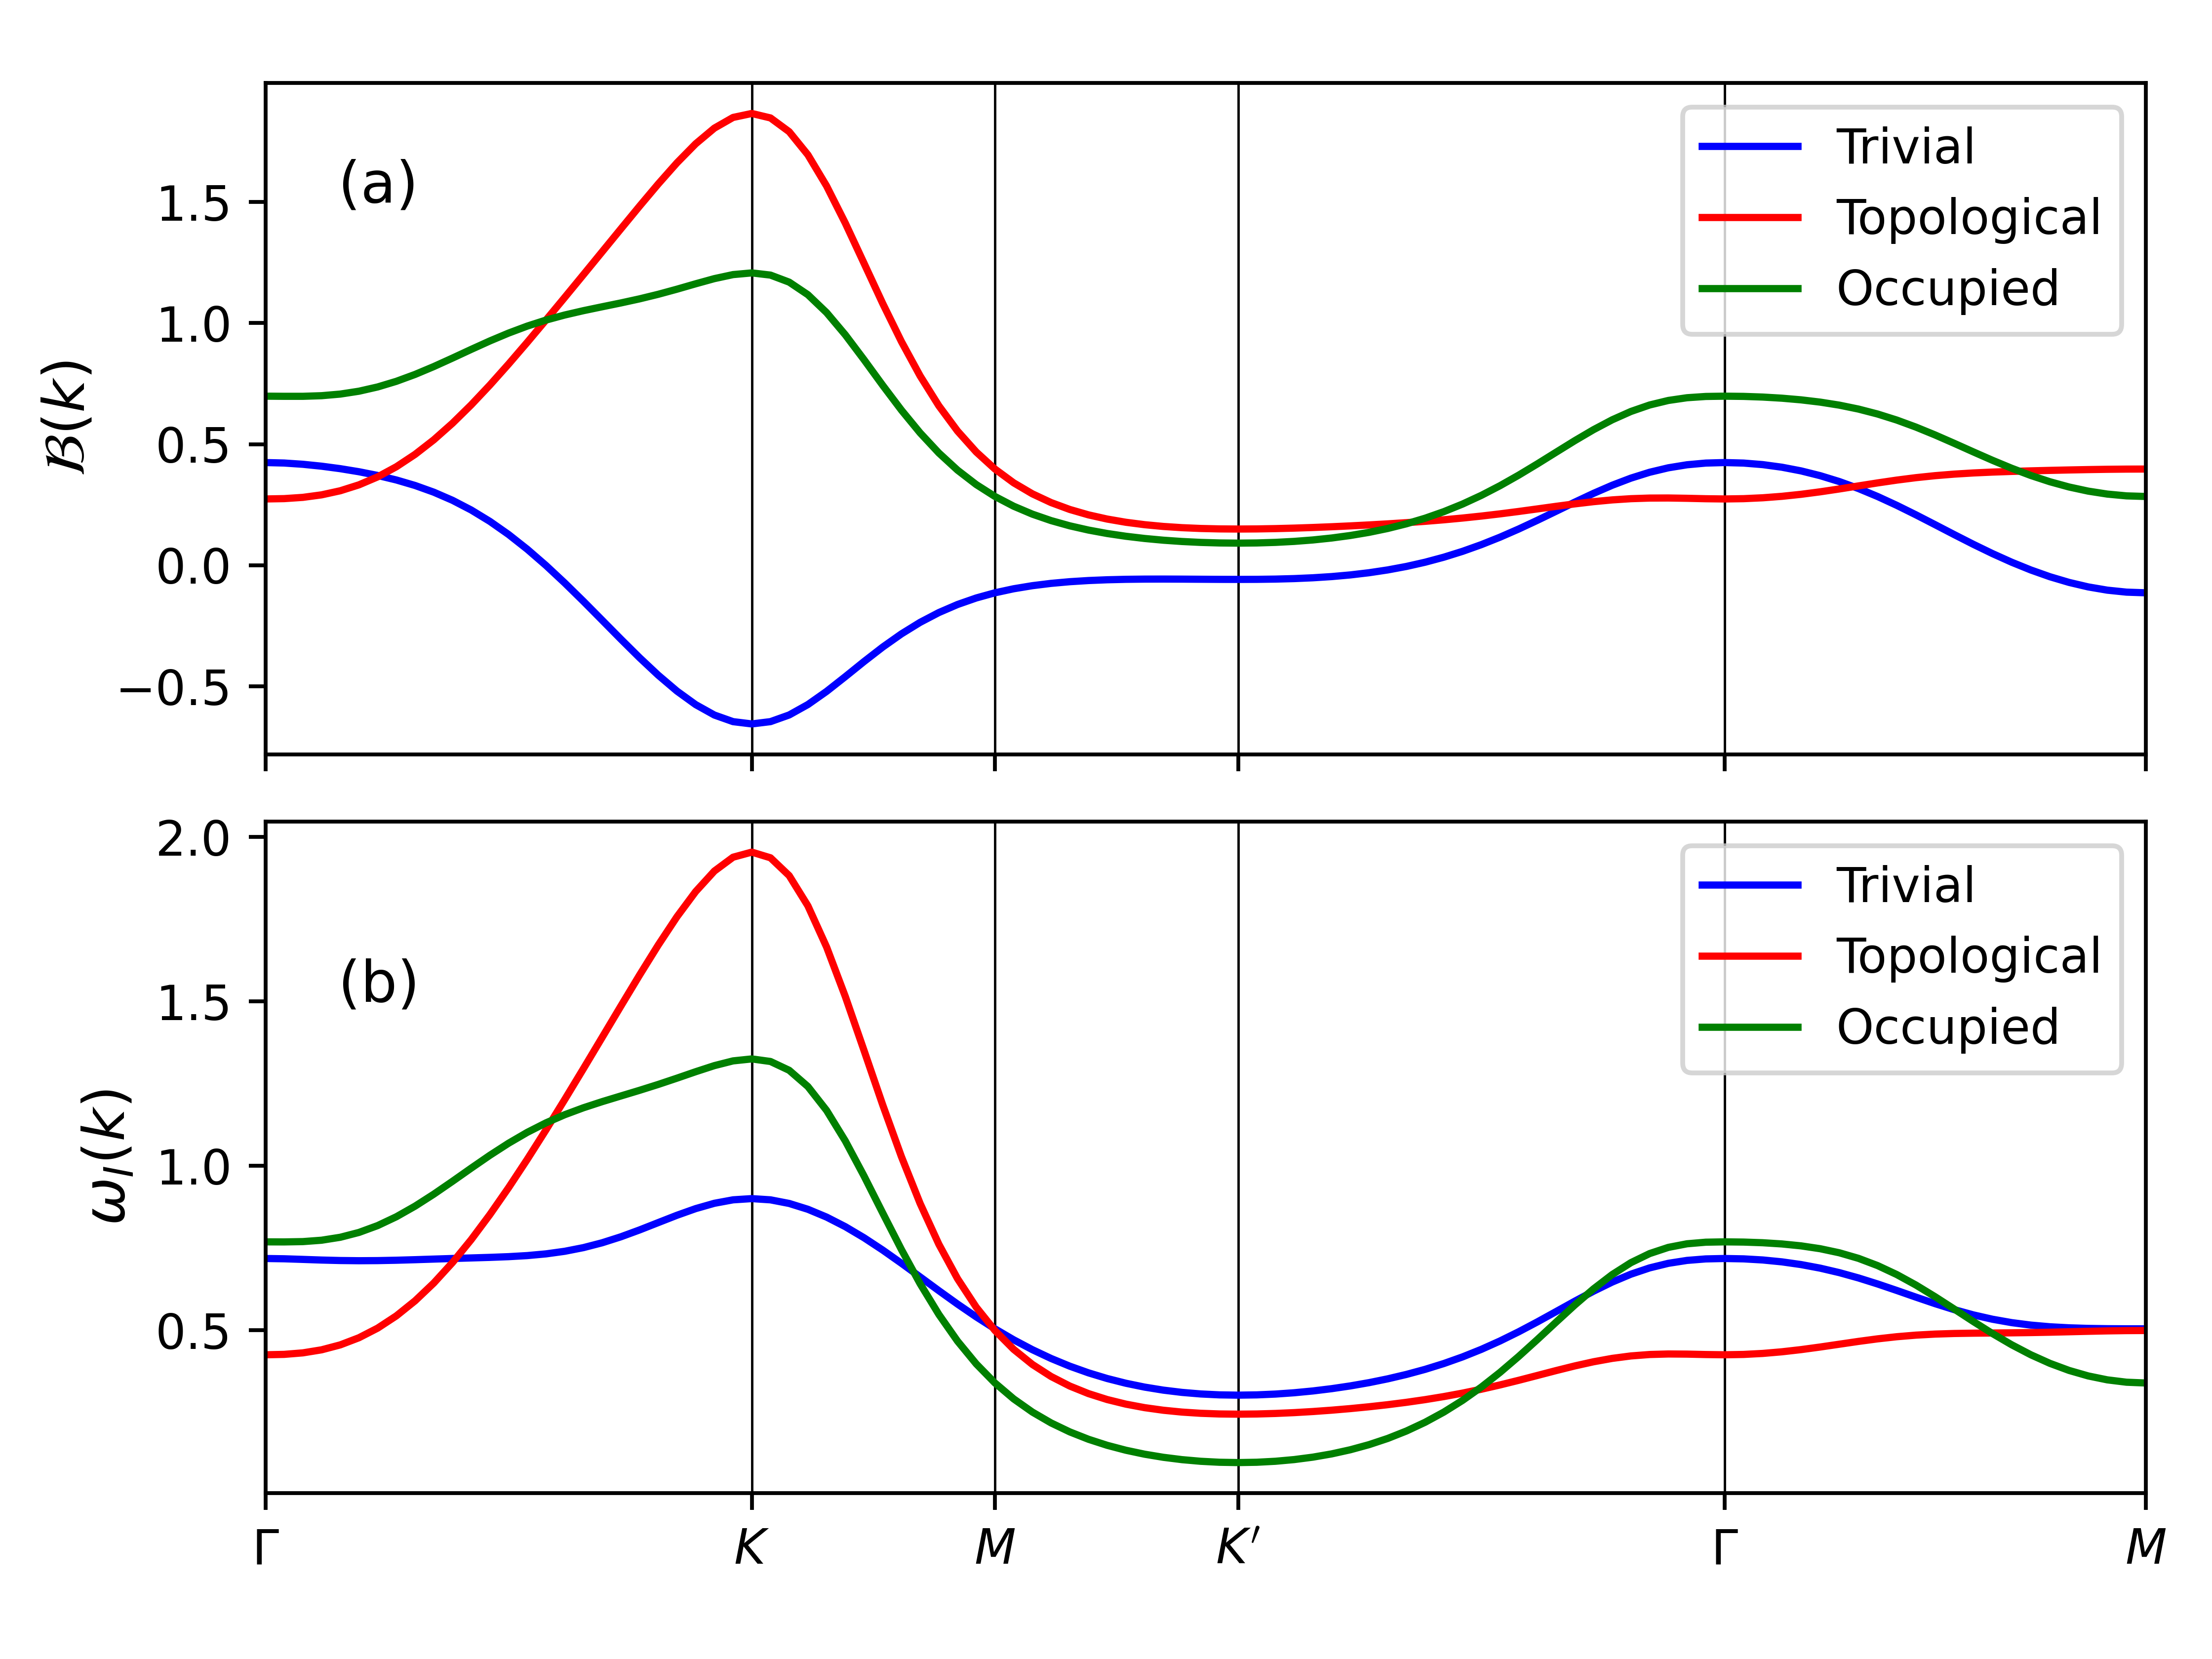 (a)
Trivial
Topological
Occupied
1.5
1.0
0.5
0.0
−0.5
ℬ(k)
(b)
Trivial
Topological
Occupied
2.0
1.5
1.0
0.5
ω_I(k)
Γ K M K′ Γ M